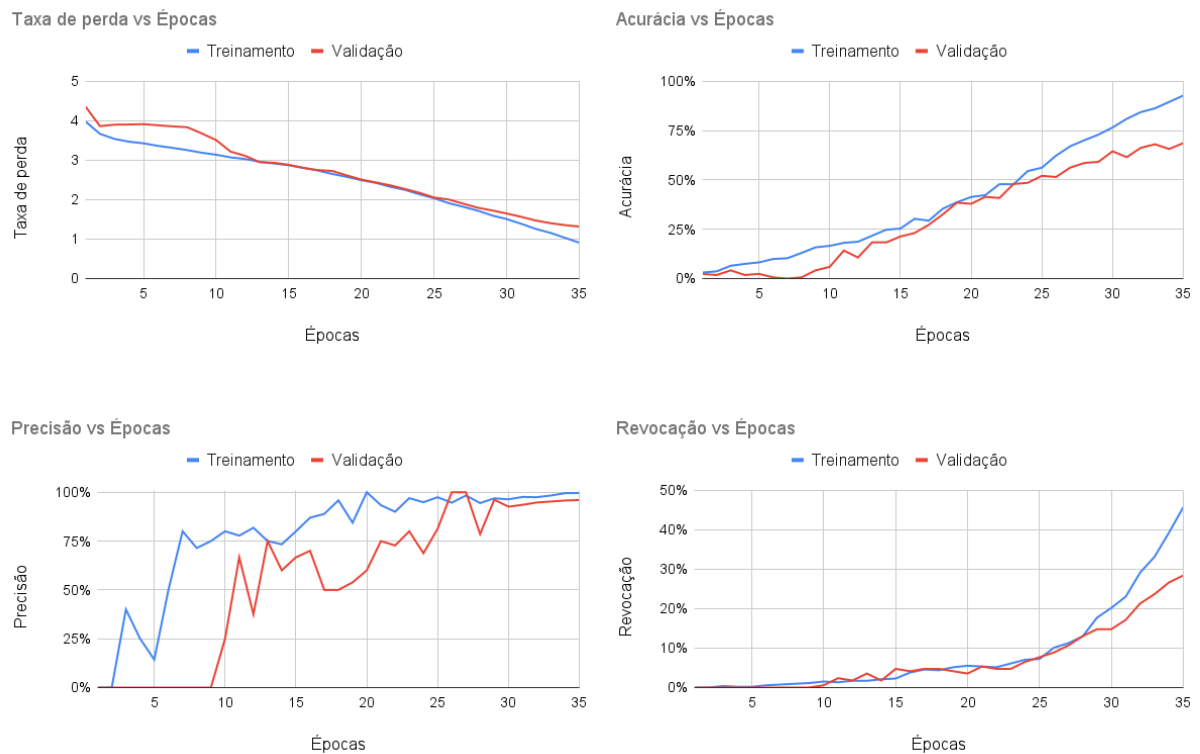 Taxa de perda vs Épocas
Treinamento Validação
5
4
3
2
1
0
5 10 15 20 25 30 35
Taxa de perda
Épocas
Acurácia vs Épocas
Treinamento Validação
100%
75%
50%
25%
0%
5 10 15 20 25 30 35
Acurácia
Épocas
Precisão vs Épocas
Treinamento Validação
100%
75%
50%
25%
0%
5 10 15 20 25 30 35
Precisão
Épocas
Revocação vs Épocas
Treinamento Validação
50%
40%
30%
20%
10%
0%
5 10 15 20 25 30 35
Revocação
Épocas